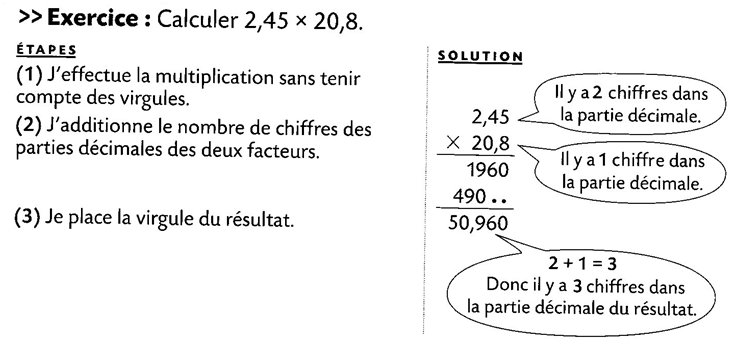 >> Exercice : Calculer 2,45 × 20,8.
ÉTAPES
(1) J'effectue la multiplication sans tenir
compte des virgules.
(2) J'additionne le nombre de chiffres des
parties décimales des deux facteurs.
(3) Je place la virgule du résultat.
SOLUTION
2,45
× 20,8
1960
490 ••
50,960
Il y a 2 chiffres dans
la partie décimale.
Il y a 1 chiffre dans
la partie décimale.
2 + 1 = 3
Donc il y a 3 chiffres dans
la partie décimale du résultat.